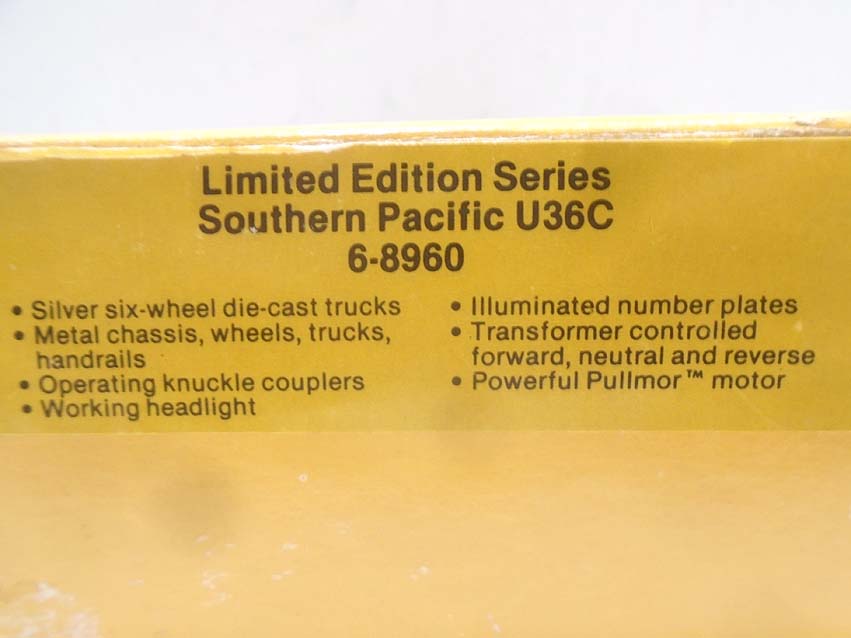 Limited Edition Series
Southern Pacific U36C
6-8960
• Silver six-wheel die-cast trucks
• Metal chassis, wheels, trucks,
handrails
• Operating knuckle couplers
• Working headlight
• Illuminated number plates
• Transformer controlled
forward, neutral and reverse
• Powerful Pullmor™ motor